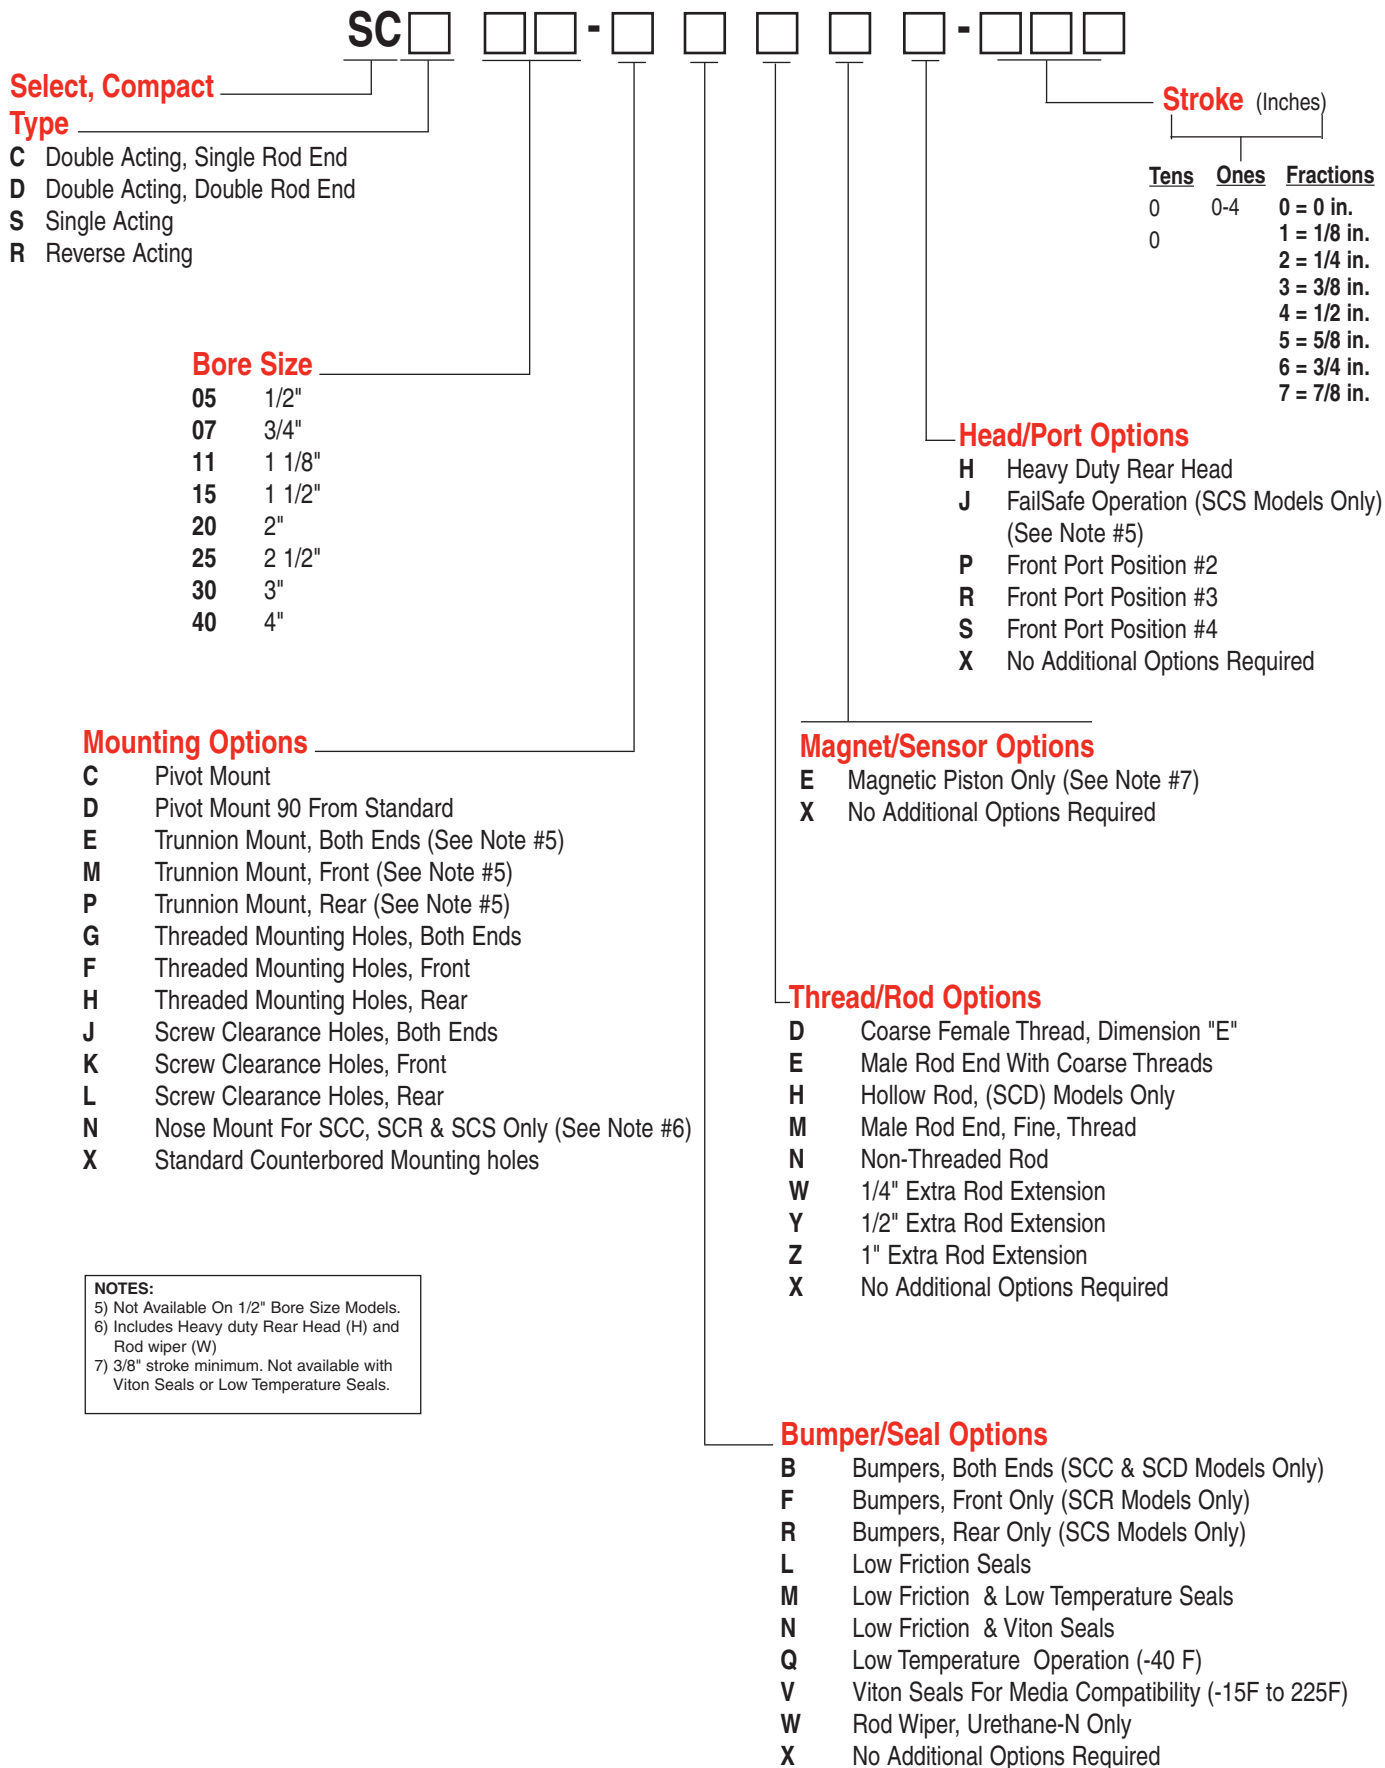 SC□ □□-□ □ □ □ □-□□□
Select, Compact
Type
C Double Acting, Single Rod End
D Double Acting, Double Rod End
S Single Acting
R Reverse Acting
Stroke (Inches)
Tens Ones Fractions
0 0-4 0 = 0 in.
0 1 = 1/8 in.
2 = 1/4 in.
3 = 3/8 in.
4 = 1/2 in.
5 = 5/8 in.
6 = 3/4 in.
7 = 7/8 in.
Bore Size
05 1/2"
07 3/4"
11 1 1/8"
15 1 1/2"
20 2"
25 2 1/2"
30 3"
40 4"
Head/Port Options
H Heavy Duty Rear Head
J FailSafe Operation (SCS Models Only)
(See Note #5)
P Front Port Position #2
R Front Port Position #3
S Front Port Position #4
X No Additional Options Required
Mounting Options
C Pivot Mount
D Pivot Mount 90 From Standard
E Trunnion Mount, Both Ends (See Note #5)
M Trunnion Mount, Front (See Note #5)
P Trunnion Mount, Rear (See Note #5)
G Threaded Mounting Holes, Both Ends
F Threaded Mounting Holes, Front
H Threaded Mounting Holes, Rear
J Screw Clearance Holes, Both Ends
K Screw Clearance Holes, Front
L Screw Clearance Holes, Rear
N Nose Mount For SCC, SCR & SCS Only (See Note #6)
X Standard Counterbored Mounting holes
Magnet/Sensor Options
E Magnetic Piston Only (See Note #7)
X No Additional Options Required
Thread/Rod Options
D Coarse Female Thread, Dimension "E"
E Male Rod End With Coarse Threads
H Hollow Rod, (SCD) Models Only
M Male Rod End, Fine, Thread
N Non-Threaded Rod
W 1/4" Extra Rod Extension
Y 1/2" Extra Rod Extension
Z 1" Extra Rod Extension
X No Additional Options Required
NOTES:
5) Not Available On 1/2" Bore Size Models.
6) Includes Heavy duty Rear Head (H) and
Rod wiper (W)
7) 3/8" stroke minimum. Not available with
Viton Seals or Low Temperature Seals.
Bumper/Seal Options
B Bumpers, Both Ends (SCC & SCD Models Only)
F Bumpers, Front Only (SCR Models Only)
R Bumpers, Rear Only (SCS Models Only)
L Low Friction Seals
M Low Friction & Low Temperature Seals
N Low Friction & Viton Seals
Q Low Temperature Operation (-40 F)
V Viton Seals For Media Compatibility (-15F to 225F)
W Rod Wiper, Urethane-N Only
X No Additional Options Required